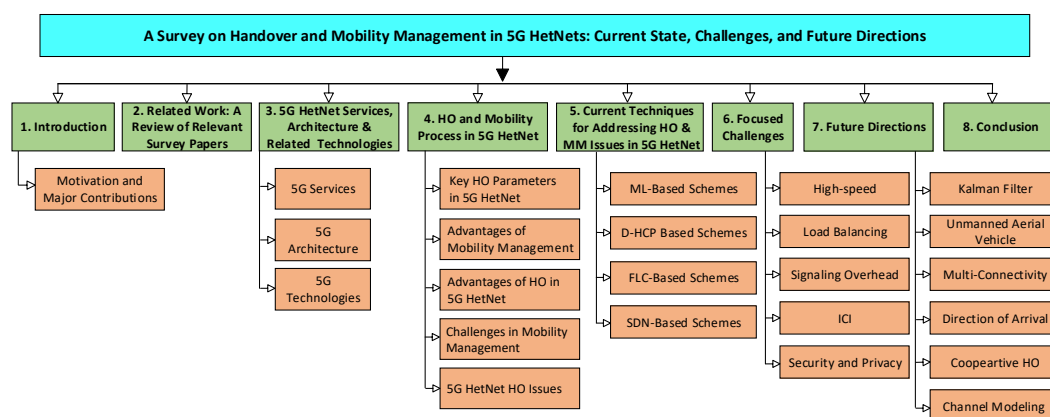 A Survey on Handover and Mobility Management in 5G HetNets: Current State, Challenges, and Future Directions
1. Introduction
2. Related Work: A
Review of Relevant
Survey Papers
3. 5G HetNet Services,
Architecture &
Related Technologies
4. HO and Mobility
Process in 5G HetNet
5. Current Techniques
for Addressing HO &
MM Issues in 5G HetNet
6. Focused
Challenges
7. Future Directions
8. Conclusion
Motivation and
Major Contributions
5G Services
5G
Architecture
5G
Technologies
Key HO Parameters
in 5G HetNet
Advantages of
Mobility Management
Advantages of HO in
5G HetNet
Challenges in Mobility
Management
5G HetNet HO Issues
ML-Based Schemes
D-HCP Based Schemes
FLC-Based Schemes
SDN-Based Schemes
High-speed
Load Balancing
Signaling Overhead
ICI
Security and Privacy
Kalman Filter
Unmanned Aerial
Vehicle
Multi-Connectivity
Direction of Arrival
Coopeartive HO
Channel Modeling